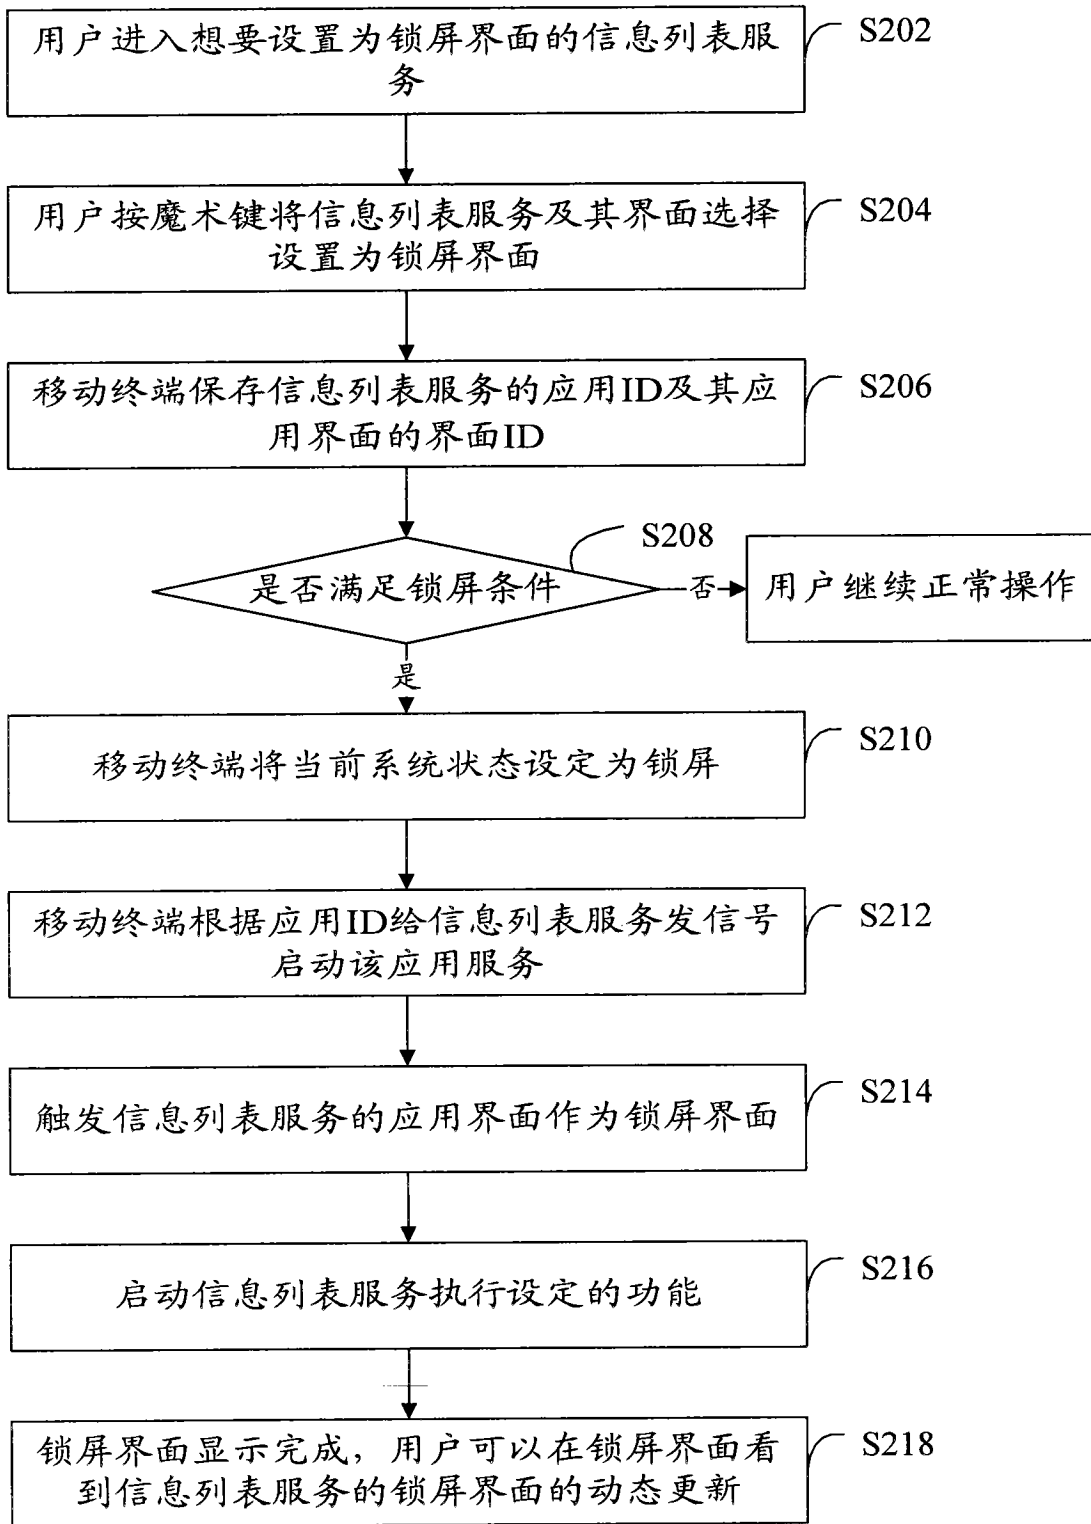 用户进入想要设置为锁屏界面的信息列表服
务
S202
用户按魔术键将信息列表服务及其界面选择
设置为锁屏界面
S204
移动终端保存信息列表服务的应用ID及其应
用界面的界面ID
S206
是否满足锁屏条件
S208
否
用户继续正常操作
是
移动终端将当前系统状态设定为锁屏
S210
移动终端根据应用ID给信息列表服务发信号
启动该应用服务
S212
触发信息列表服务的应用界面作为锁屏界面
S214
启动信息列表服务执行设定的功能
S216
锁屏界面显示完成，用户可以在锁屏界面看
到信息列表服务的锁屏界面的动态更新
S218